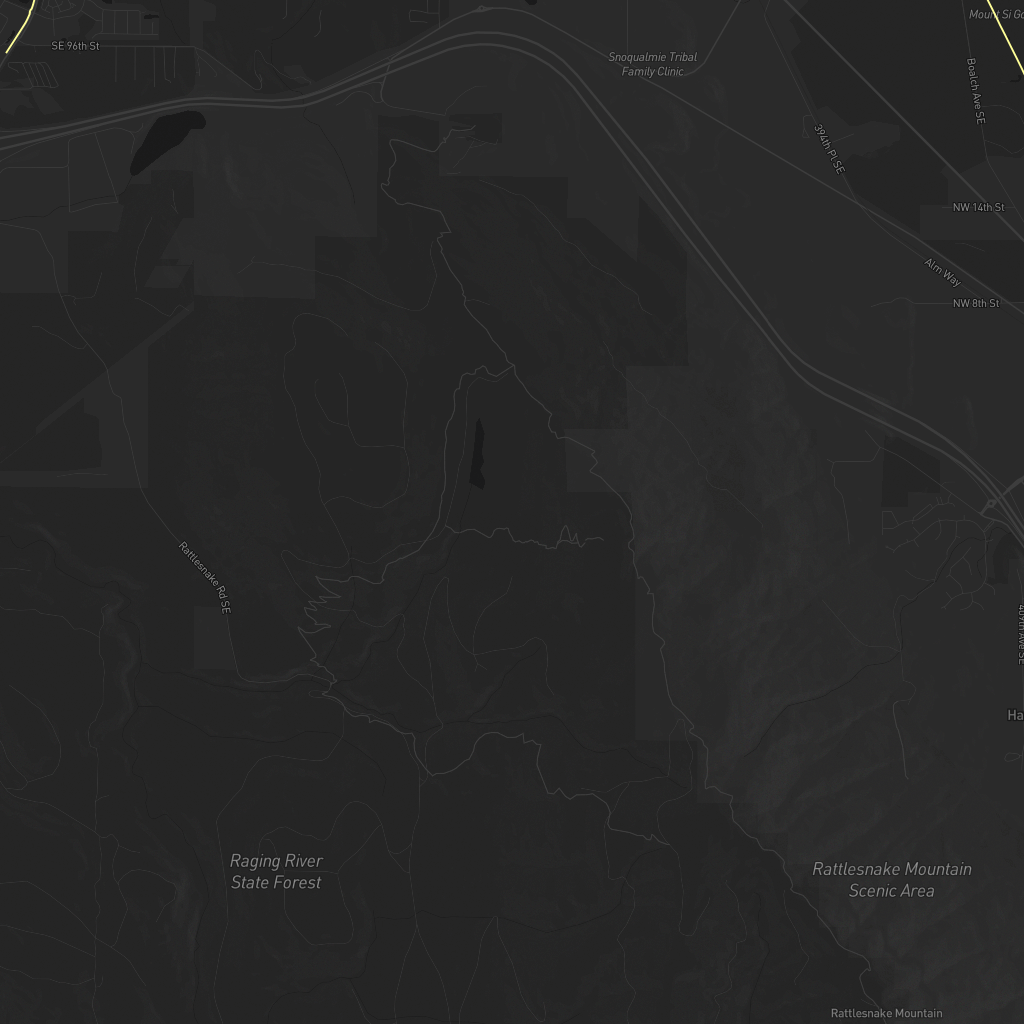 Mount Si Go
SE 96th St
Snoqualmie Tribal
Family Clinic
Boalch Ave SE
394th Pl SE
NW 14th St
Alm Way
NW 8th St
Rattlesnake Rd SE
409th Ave SE
Ha
Raging River
State Forest
Rattlesnake Mountain
Scenic Area
Rattlesnake Mountain